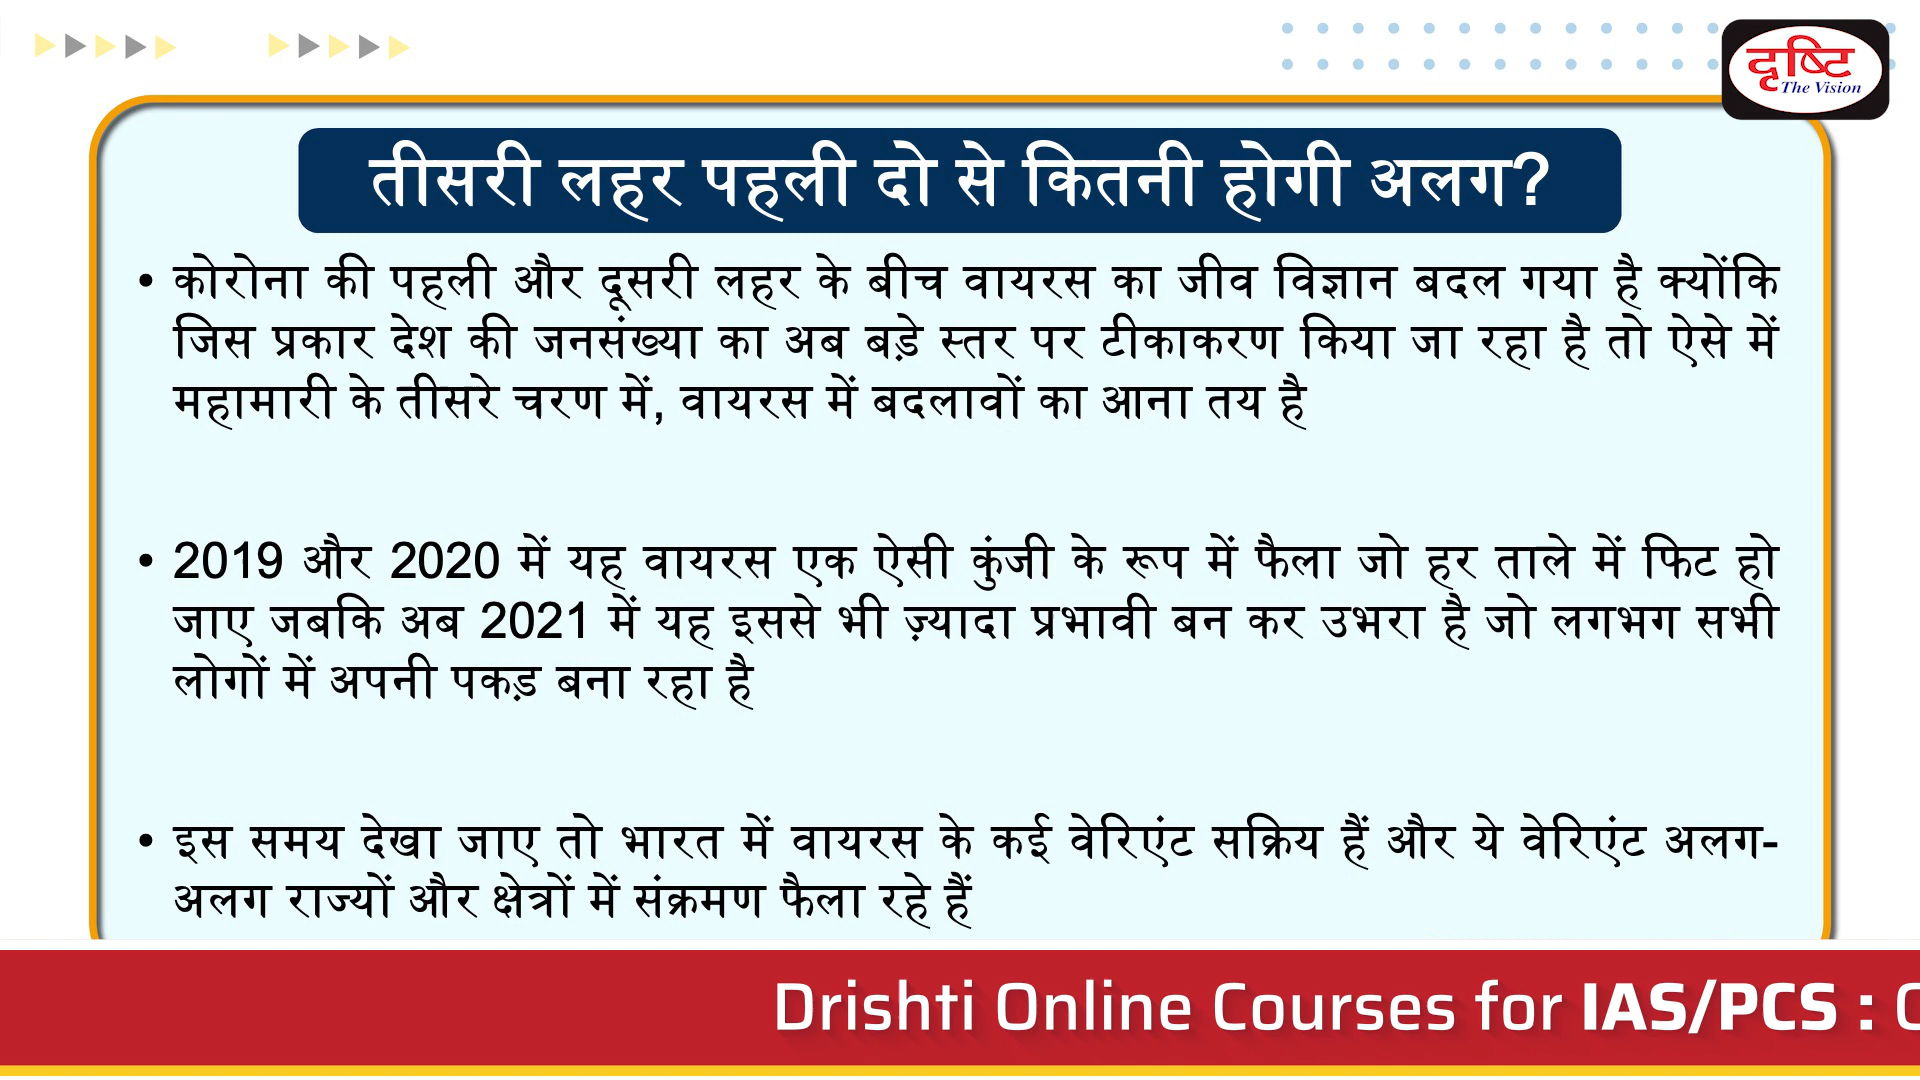 दृष्टि
The Vision
तीसरी लहर पहली दो से कितनी होगी अलग?
• कोरोना की पहली और दूसरी लहर के बीच वायरस का जीव विज्ञान बदल गया है क्योंकि
जिस प्रकार देश की जनसंख्या का अब बड़े स्तर पर टीकाकरण किया जा रहा है तो ऐसे में
महामारी के तीसरे चरण में, वायरस में बदलावों का आना तय है
• 2019 और 2020 में यह वायरस एक ऐसी कुंजी के रूप में फैला जो हर ताले में फिट हो
जाए जबकि अब 2021 में यह इससे भी ज़्यादा प्रभावी बन कर उभरा है जो लगभग सभी
लोगों में अपनी पकड़ बना रहा है
• इस समय देखा जाए तो भारत में वायरस के कई वेरिएंट सक्रिय हैं और ये वेरिएंट अलग-
अलग राज्यों और क्षेत्रों में संक्रमण फैला रहे हैं
Drishti Online Courses for IAS/PCS :